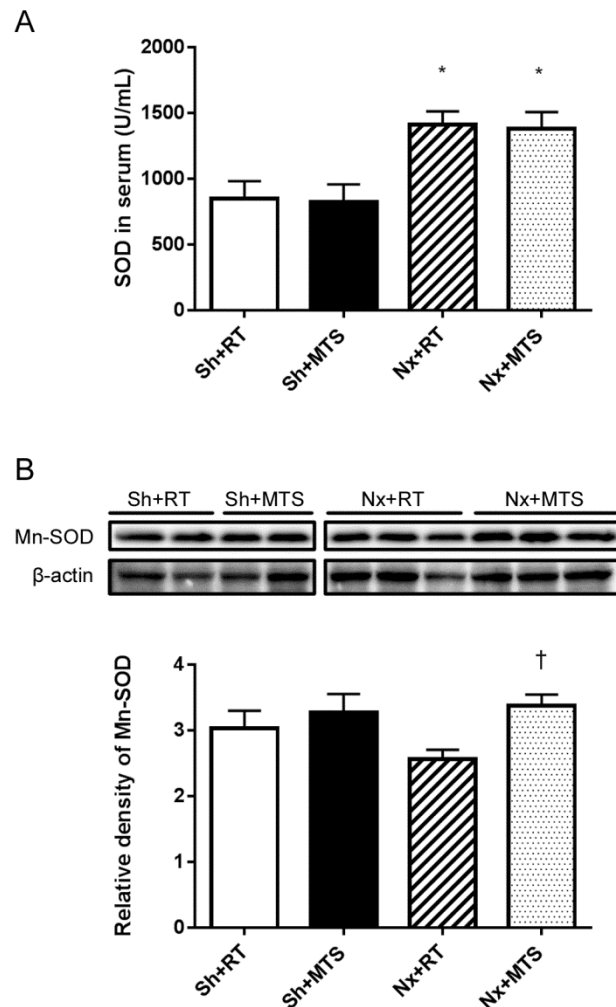 A
SOD in serum (U/mL)
2000
1500
1000
500
0
* *
Sh+RT Sh+MTS Nx+RT Nx+MTS
B
Sh+RT Sh+MTS Nx+RT Nx+MTS
Mn-SOD
β-actin
Relative density of Mn-SOD
4
3
2
1
0
†
Sh+RT Sh+MTS Nx+RT Nx+MTS